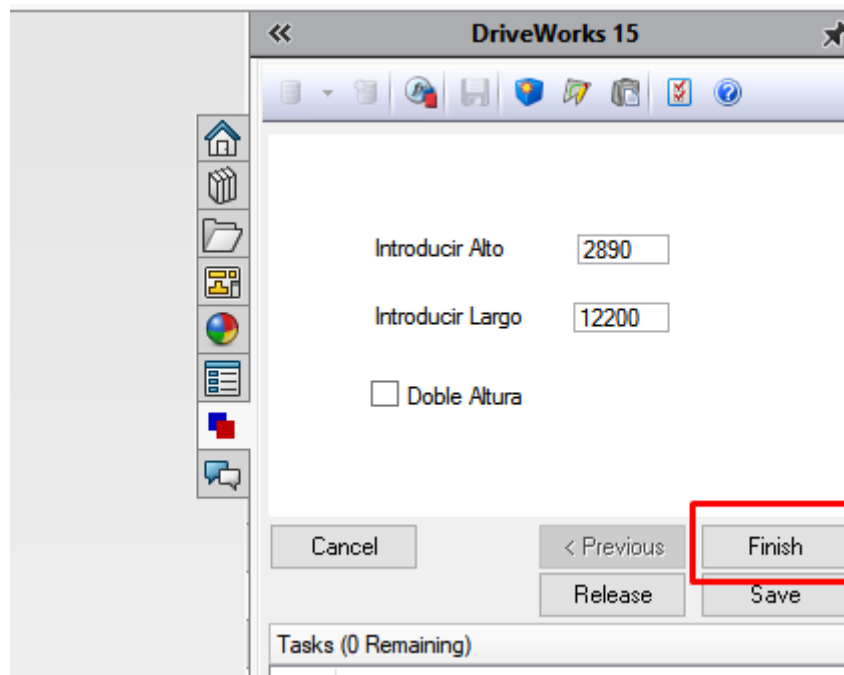 DriveWorks 15
Introducir Alto 2890
Introducir Largo 12200
Doble Altura
Cancel < Previous Finish
Release Save
Tasks (0 Remaining)